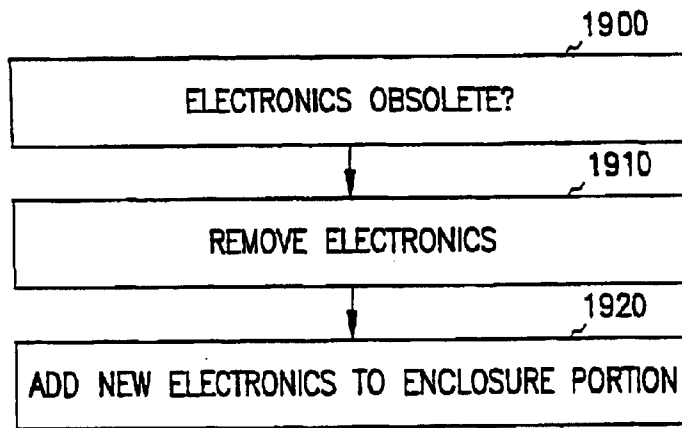 1900
ELECTRONICS OBSOLETE?
1910
REMOVE ELECTRONICS
1920
ADD NEW ELECTRONICS TO ENCLOSURE PORTION